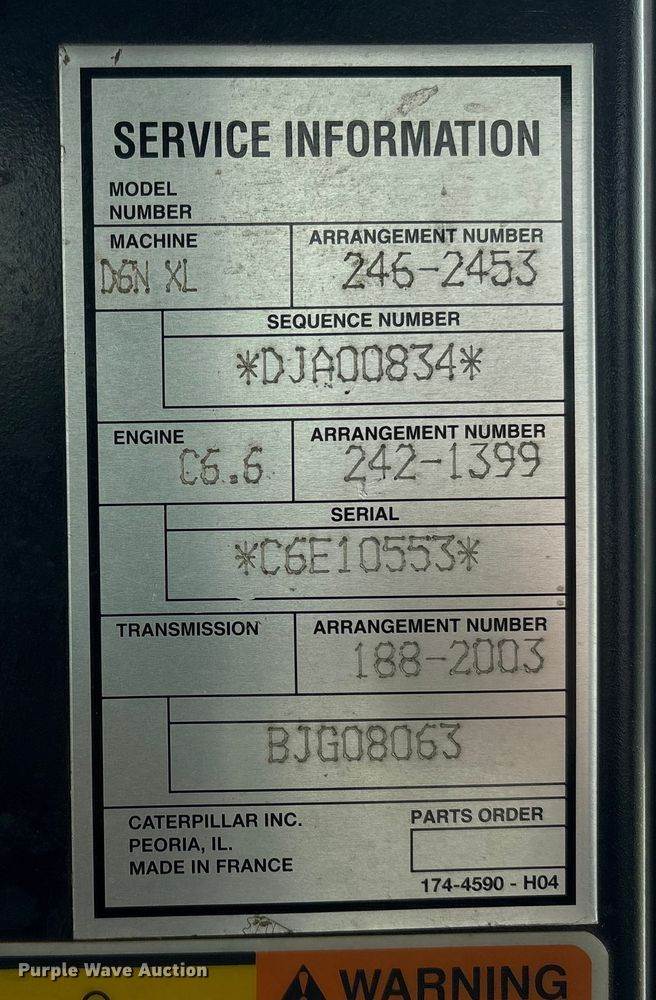 SERVICE INFORMATION
MODEL
NUMBER
MACHINE
ARRANGEMENT NUMBER
D6N XL
246-2453
SEQUENCE NUMBER
*DJA00834*
ENGINE
ARRANGEMENT NUMBER
C6.6
242-1399
SERIAL
*C6E10553*
TRANSMISSION
ARRANGEMENT NUMBER
188-2003
BJG08063
CATERPILLAR INC.
PEORIA, IL.
MADE IN FRANCE
PARTS ORDER
174-4590 - H04
Purple Wave Auction
WARNING